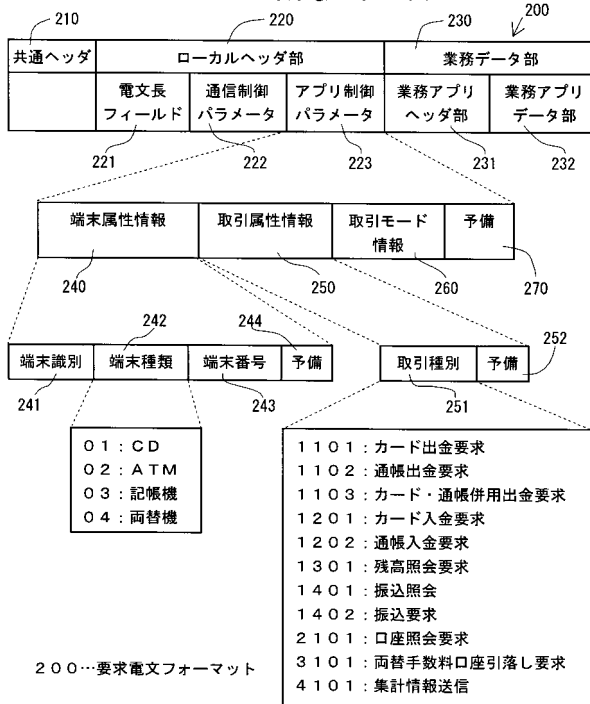 210
220
230
200
共通ヘッダ
ローカルヘッダ部
業務データ部
電文長
フィールド
通信制御
パラメータ
アプリ制御
パラメータ
業務アプリ
ヘッダ部
業務アプリ
データ部
221
222
223
231
232
端末属性情報
取引属性情報
取引モード
情報
予備
240
250
260
270
242
244
252
端末識別
端末種類
端末番号
予備
取引種別
予備
241
243
251
01:CD
02:ATM
03:記帳機
04:両替機
1101:カード出金要求
1102:通帳出金要求
1103:カード・通帳併用出金要求
1201:カード入金要求
1202:通帳入金要求
1301:残高照会要求
1401:振込照会
1402:振込要求
2101:口座照会要求
3101:両替手数料口座引落し要求
4101:集計情報送信
200…要求電文フォーマット